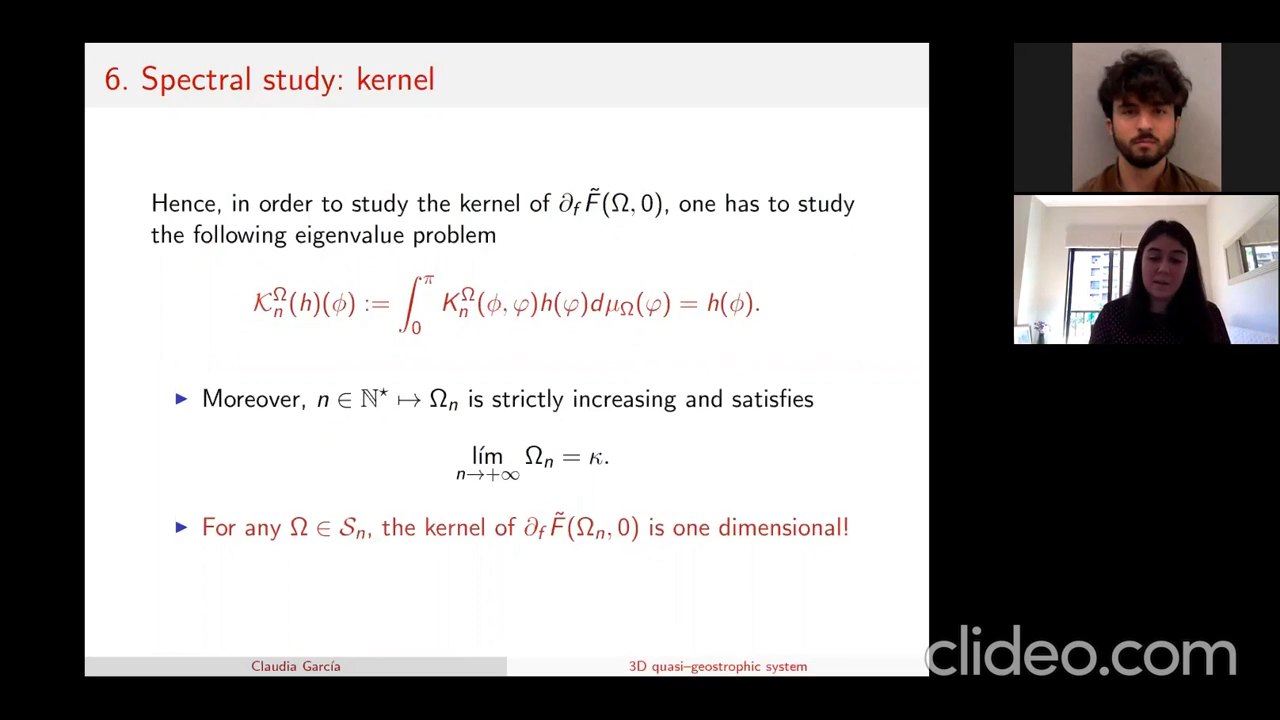 6. Spectral study: kernel
Hence, in order to study the kernel of ∂_f F̃(Ω, 0), one has to study
the following eigenvalue problem
𝒦_n^Ω(h)(ϕ) := ∫_0^π K_n^Ω(ϕ, φ)h(φ)dμ_Ω(φ) = h(ϕ).
▶ Moreover, n ∈ ℕ* ↦ Ω_n is strictly increasing and satisfies
lím_{n→+∞} Ω_n = κ.
▶ For any Ω ∈ 𝒮_n, the kernel of ∂_f F̃(Ω_n, 0) is one dimensional!
Claudia García
3D quasi–geostrophic system
clideo.com